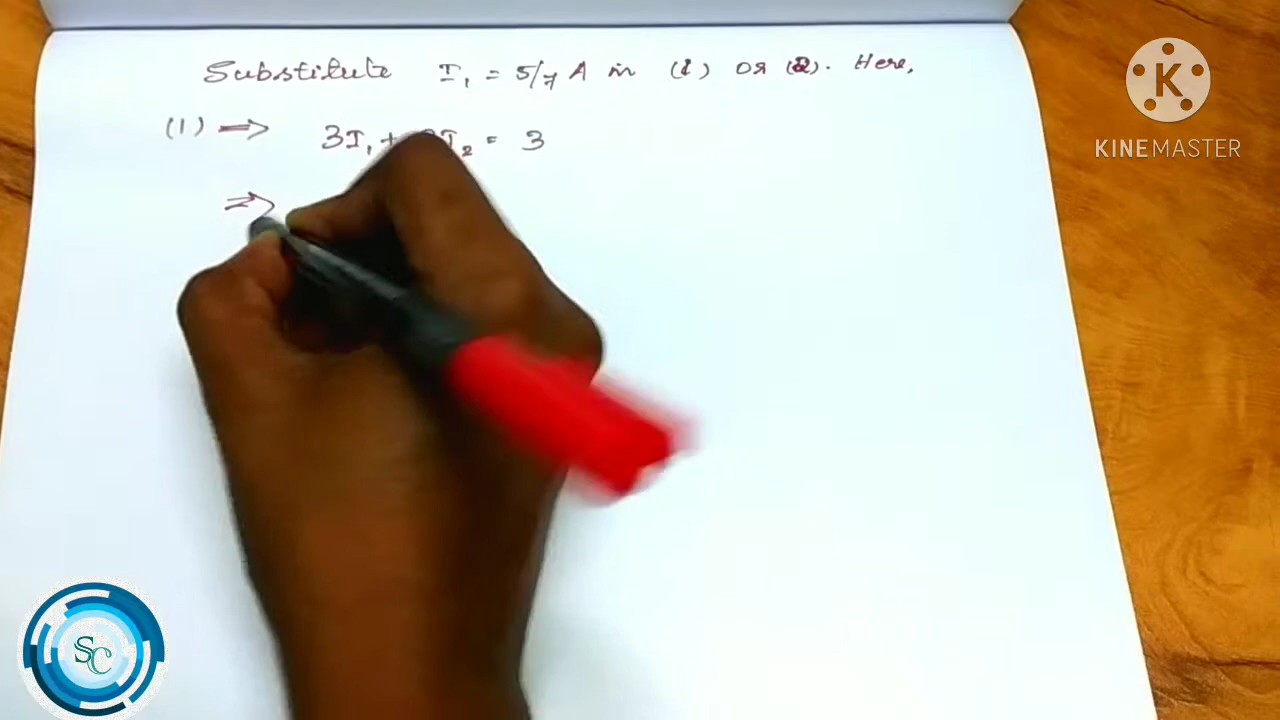 Substitute I₁ = 5/7 A in (1) or (2). Here,
(1) ⇒ 3I₁ + I₂ = 3
⇒
KINEMASTER
SC